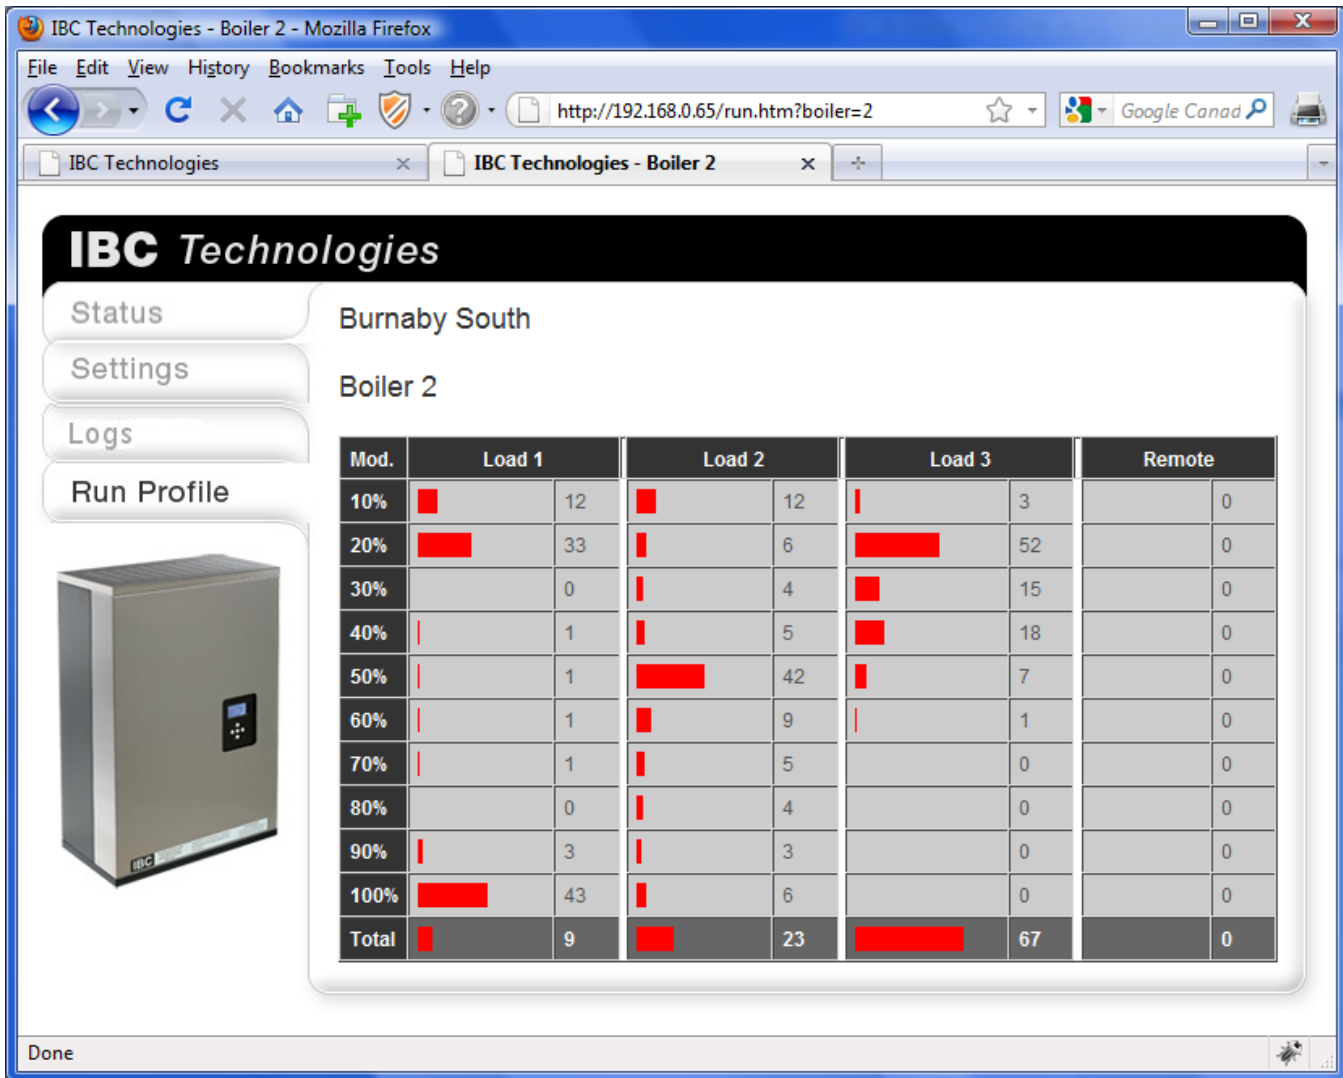 IBC Technologies - Boiler 2 - Mozilla Firefox
File Edit View History Bookmarks Tools Help
http://192.168.0.65/run.htm?boiler=2 Google Canad
IBC Technologies IBC Technologies - Boiler 2
IBC Technologies
Status
Settings
Logs
Run Profile
Burnaby South
Boiler 2
Mod. Load 1 Load 2 Load 3 Remote
10% 12 12 3 0
20% 33 6 52 0
30% 0 4 15 0
40% 1 5 18 0
50% 1 42 7 0
60% 1 9 1 0
70% 1 5 0 0
80% 0 4 0 0
90% 3 3 0 0
100% 43 6 0 0
Total 9 23 67 0
IBC
Done